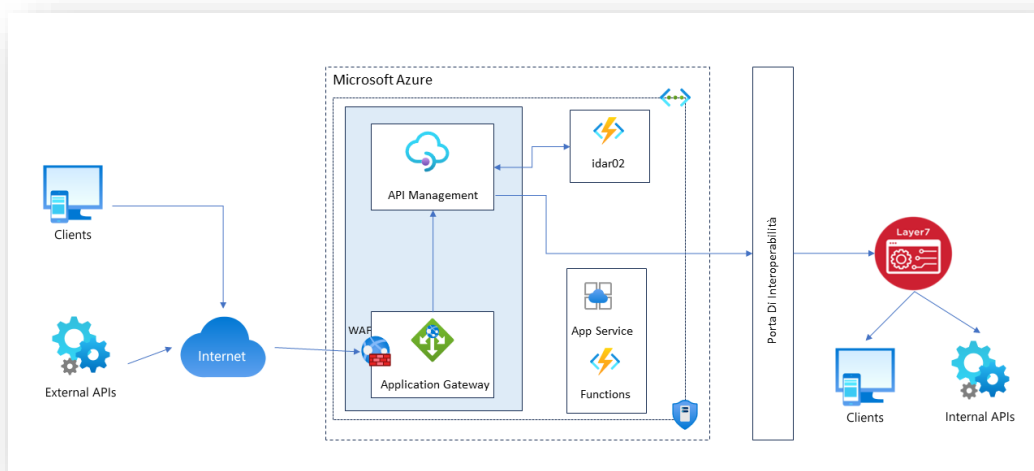 Microsoft Azure
API Management
idar02
Clients
External APIs
Internet
WAF
Application Gateway
App Service
Functions
Porta Di Interoperabilità
Layer7
Clients
Internal APIs